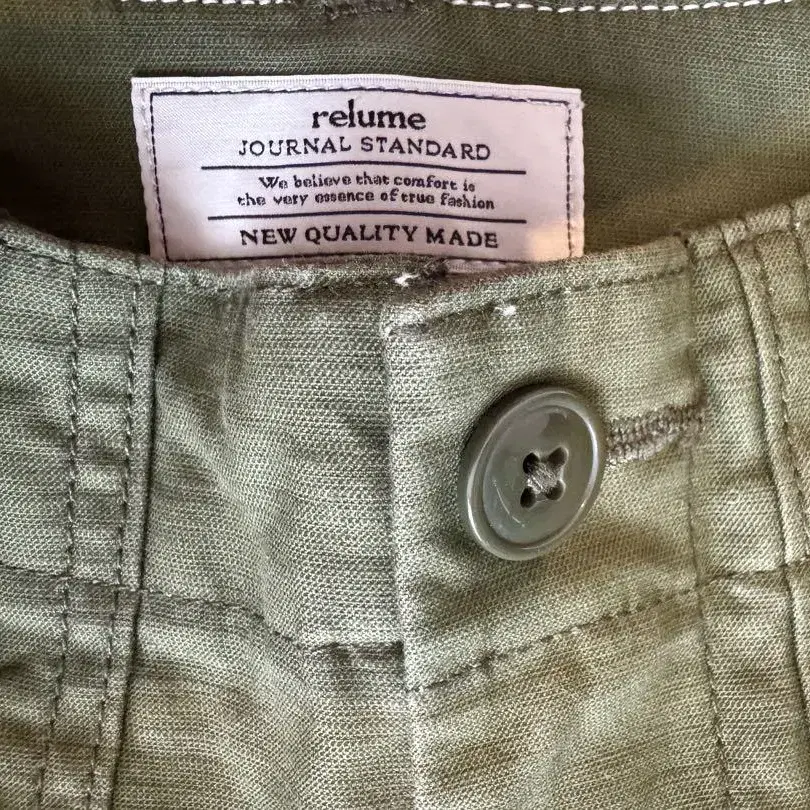 relume
JOURNAL STANDARD
We believe that comfort is
the very essence of true fashion
NEW QUALITY MADE